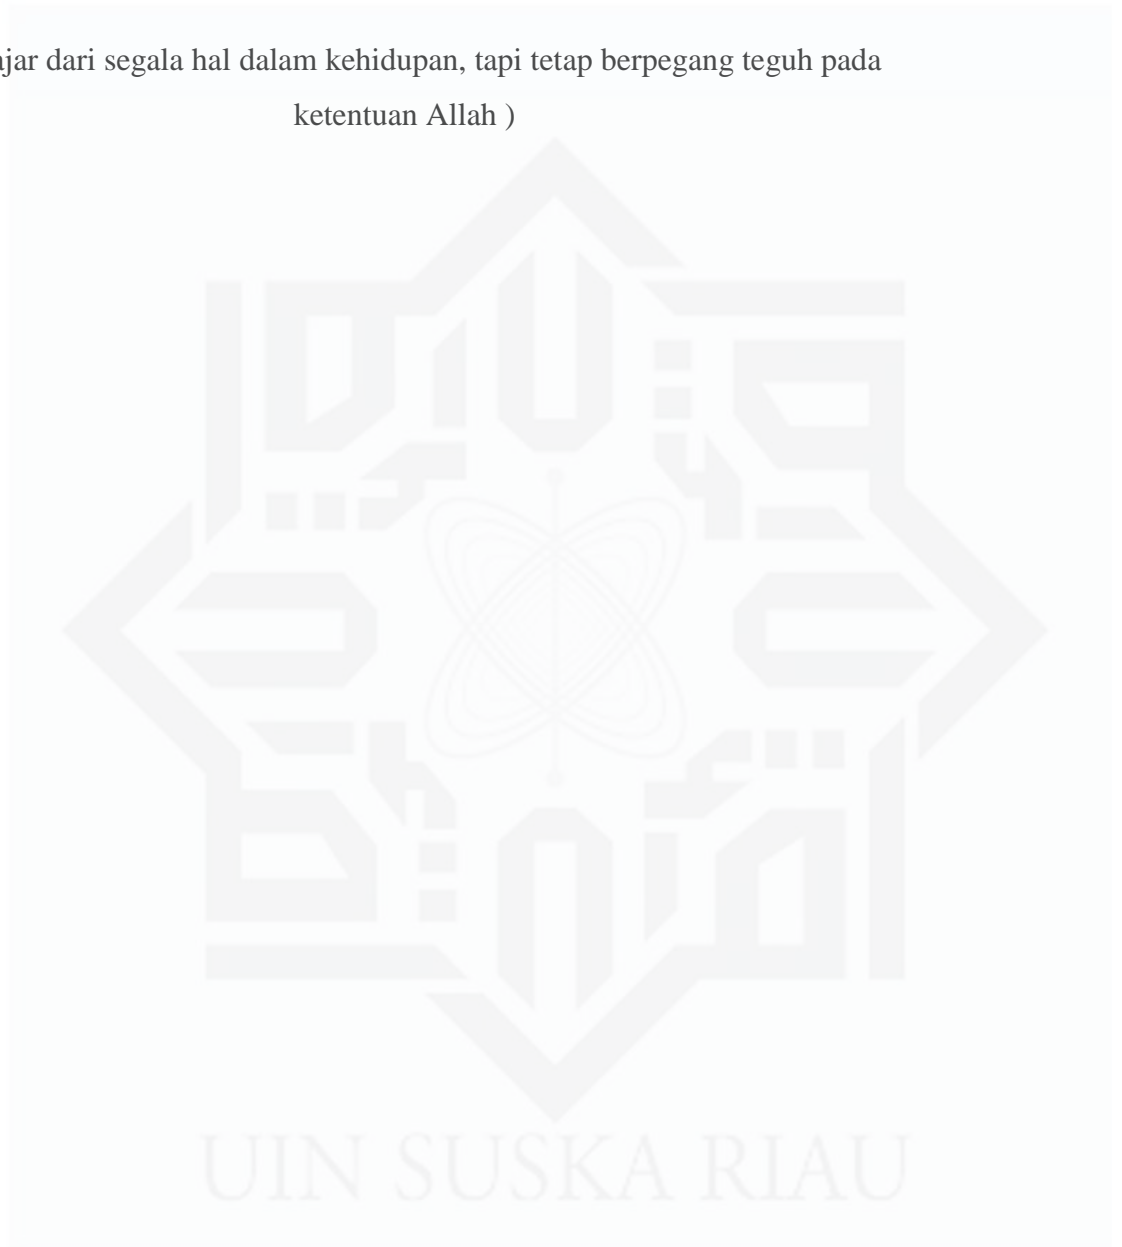 ajar dari segala hal dalam kehidupan, tapi tetap berpegang teguh pada
ketentuan Allah )
UIN SUSKA RIAU